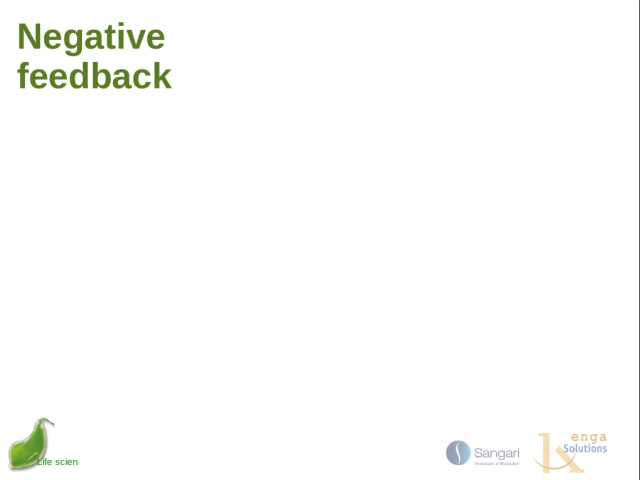 Negative
feedback
Life scien
Sangari
enga
Solutions
k